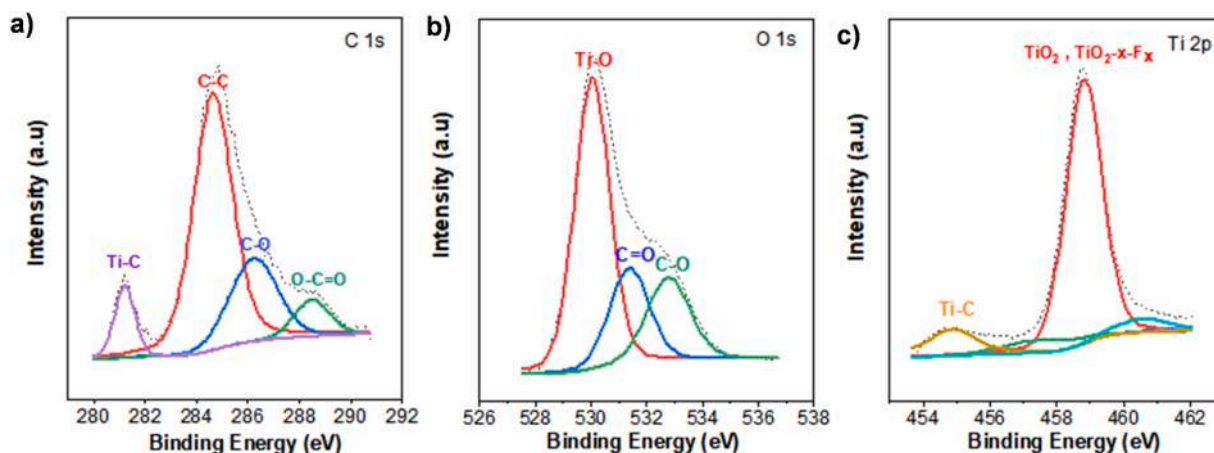 a)
C 1s
C-C
C-O
Ti-C
O-C=O
Intensity (a.u)
280 282 284 286 288 290 292
Binding Energy (eV)
b)
O 1s
Ti-O
C=O
C-O
Intensity (a.u)
526 528 530 532 534 536 538
Binding Energy (eV)
c)
Ti 2p
TiO₂ , TiO₂-x-Fₓ
Ti-C
Intensity (a.u)
454 456 458 460 462
Binding Energy (eV)